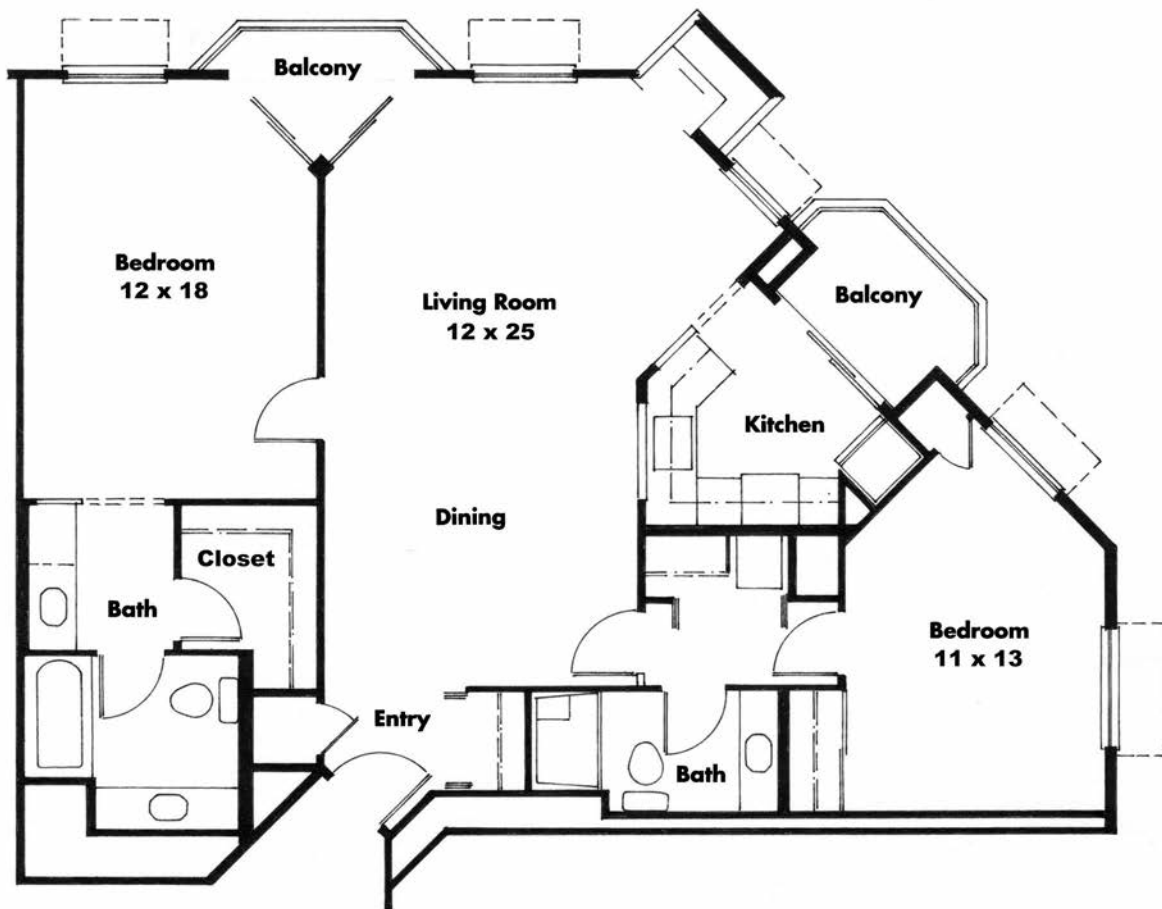 Balcony
Bedroom
12 x 18
Living Room
12 x 25
Balcony
Kitchen
Dining
Closet
Bath
Bedroom
11 x 13
Entry
Bath